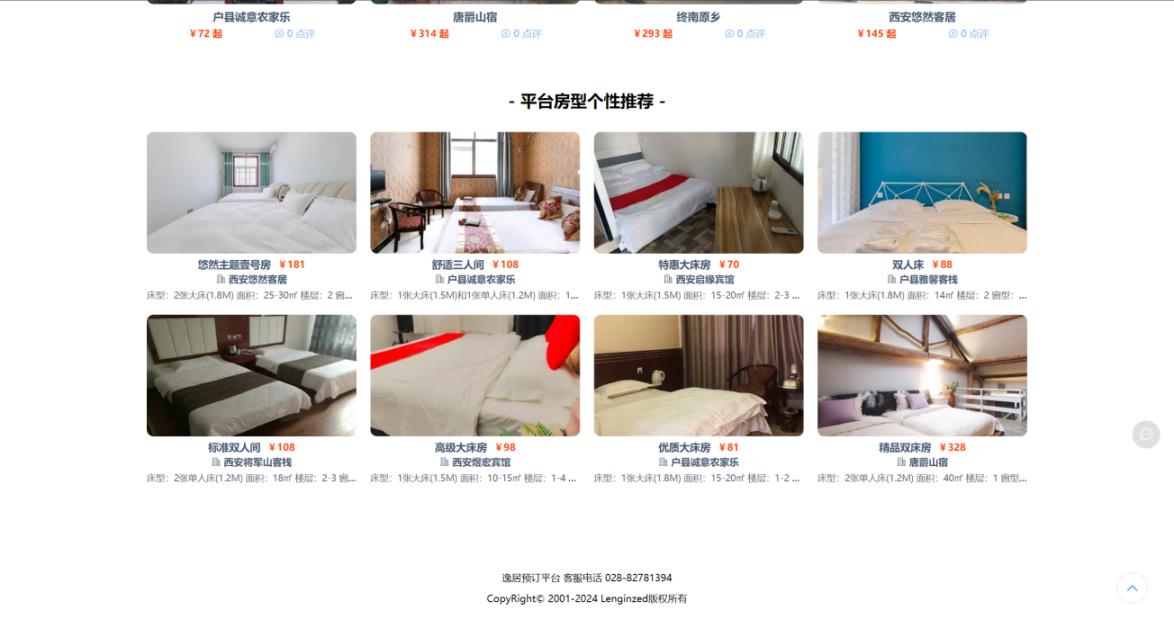 户县诚意农家乐 唐爵山宿 终南原乡 西安悠然客居
¥72 起 0 点评 ¥314 起 0 点评 ¥293 起 0 点评 ¥145 起 0 点评
- 平台房型个性推荐 -
悠然主题壹号房 ¥181 舒适三人间 ¥108 特惠大床房 ¥70 双人床 ¥88
西安悠然客居 户县诚意农家乐 西安启缘宾馆 户县雅馨客栈
床型：2张大床(1.8M) 面积：25-30㎡ 楼层：2 窗... 床型：1张大床(1.5M)和1张单人床(1.2M) 面积：1... 床型：1张大床(1.5M) 面积：15-20㎡ 楼层：2-3 ... 床型：1张大床(1.8M) 面积：14㎡ 楼层：2 窗型：...
标准双人间 ¥108 高级大床房 ¥98 优质大床房 ¥81 精品双床房 ¥328
西安将军山客栈 西安煜宏宾馆 户县诚意农家乐 唐爵山宿
床型：2张单人床(1.2M) 面积：18㎡ 楼层：2-3 窗... 床型：1张大床(1.5M) 面积：10-15㎡ 楼层：1-4 ... 床型：1张大床(1.8M) 面积：15-20㎡ 楼层：1-2 ... 床型：2张单人床(1.2M) 面积：40㎡ 楼层：1 窗型...
逸居预订平台 客服电话 028-82781394
CopyRight© 2001-2024 Lenginzed版权所有